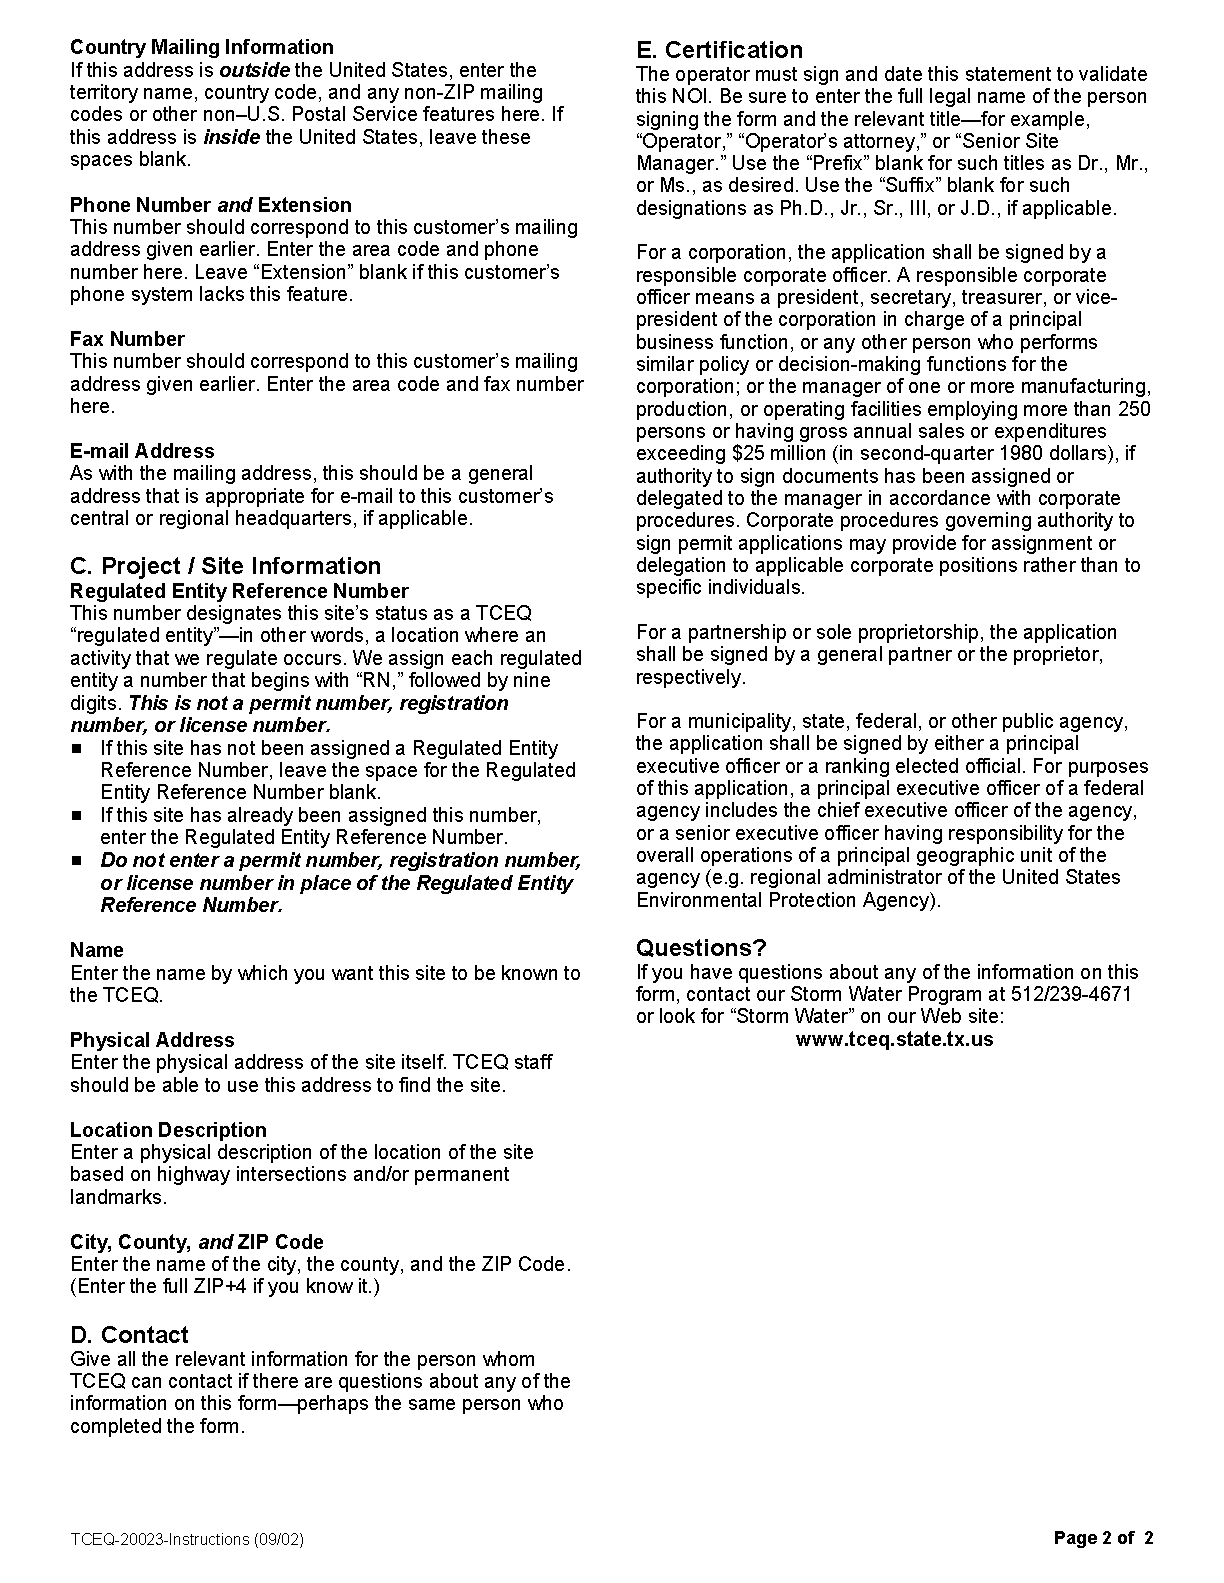 Country Mailing Information
If this address is outside the United States, enter the
territory name, country code, and any non-ZIP mailing
codes or other non–U.S. Postal Service features here. If
this address is inside the United States, leave these
spaces blank.
Phone Number and Extension
This number should correspond to this customer’s mailing
address given earlier. Enter the area code and phone
number here. Leave “Extension” blank if this customer’s
phone system lacks this feature.
Fax Number
This number should correspond to this customer’s mailing
address given earlier. Enter the area code and fax number
here.
E-mail Address
As with the mailing address, this should be a general
address that is appropriate for e-mail to this customer’s
central or regional headquarters, if applicable.
C. Project / Site Information
Regulated Entity Reference Number
This number designates this site’s status as a TCEQ
“regulated entity”—in other words, a location where an
activity that we regulate occurs. We assign each regulated
entity a number that begins with “RN,” followed by nine
digits. This is not a permit number, registration
number, or license number.
■ If this site has not been assigned a Regulated Entity
Reference Number, leave the space for the Regulated
Entity Reference Number blank.
■ If this site has already been assigned this number,
enter the Regulated Entity Reference Number.
■ Do not enter a permit number, registration number,
or license number in place of the Regulated Entity
Reference Number.
Name
Enter the name by which you want this site to be known to
the TCEQ.
Physical Address
Enter the physical address of the site itself. TCEQ staff
should be able to use this address to find the site.
Location Description
Enter a physical description of the location of the site
based on highway intersections and/or permanent
landmarks.
City, County, and ZIP Code
Enter the name of the city, the county, and the ZIP Code.
(Enter the full ZIP+4 if you know it.)
D. Contact
Give all the relevant information for the person whom
TCEQ can contact if there are questions about any of the
information on this form—perhaps the same person who
completed the form.
E. Certification
The operator must sign and date this statement to validate
this NOI. Be sure to enter the full legal name of the person
signing the form and the relevant title—for example,
“Operator,” “Operator’s attorney,” or “Senior Site
Manager.” Use the “Prefix” blank for such titles as Dr., Mr.,
or Ms., as desired. Use the “Suffix” blank for such
designations as Ph.D., Jr., Sr., III, or J.D., if applicable.
For a corporation, the application shall be signed by a
responsible corporate officer. A responsible corporate
officer means a president, secretary, treasurer, or vice-
president of the corporation in charge of a principal
business function, or any other person who performs
similar policy or decision-making functions for the
corporation; or the manager of one or more manufacturing,
production, or operating facilities employing more than 250
persons or having gross annual sales or expenditures
exceeding $25 million (in second-quarter 1980 dollars), if
authority to sign documents has been assigned or
delegated to the manager in accordance with corporate
procedures. Corporate procedures governing authority to
sign permit applications may provide for assignment or
delegation to applicable corporate positions rather than to
specific individuals.
For a partnership or sole proprietorship, the application
shall be signed by a general partner or the proprietor,
respectively.
For a municipality, state, federal, or other public agency,
the application shall be signed by either a principal
executive officer or a ranking elected official. For purposes
of this application, a principal executive officer of a federal
agency includes the chief executive officer of the agency,
or a senior executive officer having responsibility for the
overall operations of a principal geographic unit of the
agency (e.g. regional administrator of the United States
Environmental Protection Agency).
Questions?
If you have questions about any of the information on this
form, contact our Storm Water Program at 512/239-4671
or look for “Storm Water” on our Web site:
www.tceq.state.tx.us
TCEQ-20023-Instructions (09/02)
Page 2 of 2